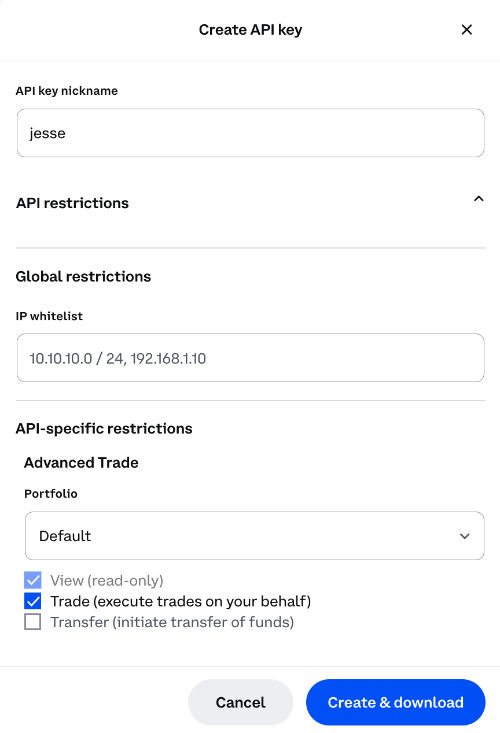 Create API key
API key nickname
jesse
API restrictions
Global restrictions
IP whitelist
10.10.10.0 / 24, 192.168.1.10
API-specific restrictions
Advanced Trade
Portfolio
Default
View (read-only)
Trade (execute trades on your behalf)
Transfer (initiate transfer of funds)
Cancel
Create & download